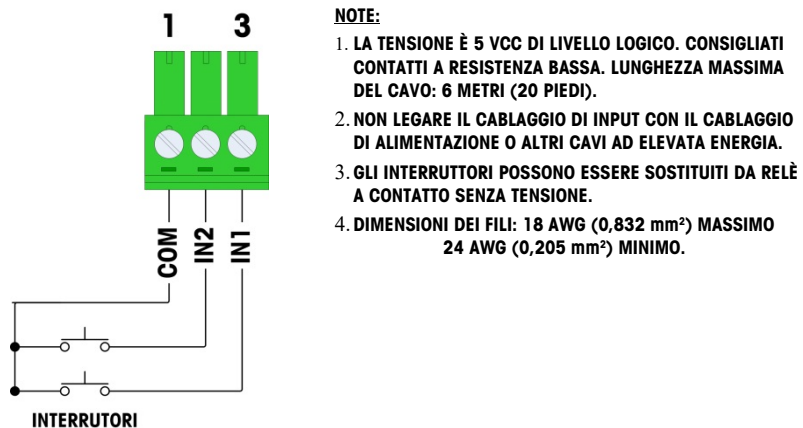 1 3
COM
IN2
IN1
INTERRUTORI
NOTE:
1. LA TENSIONE È 5 VCC DI LIVELLO LOGICO. CONSIGLIATI
CONTATTI A RESISTENZA BASSA. LUNGHEZZA MASSIMA
DEL CAVO: 6 METRI (20 PIEDI).
2. NON LEGARE IL CABLAGGIO DI INPUT CON IL CABLAGGIO
DI ALIMENTAZIONE O ALTRI CAVI AD ELEVATA ENERGIA.
3. GLI INTERRUTTORI POSSONO ESSERE SOSTITUITI DA RELÈ
A CONTATTO SENZA TENSIONE.
4. DIMENSIONI DEI FILI: 18 AWG (0,832 mm²) MASSIMO
24 AWG (0,205 mm²) MINIMO.